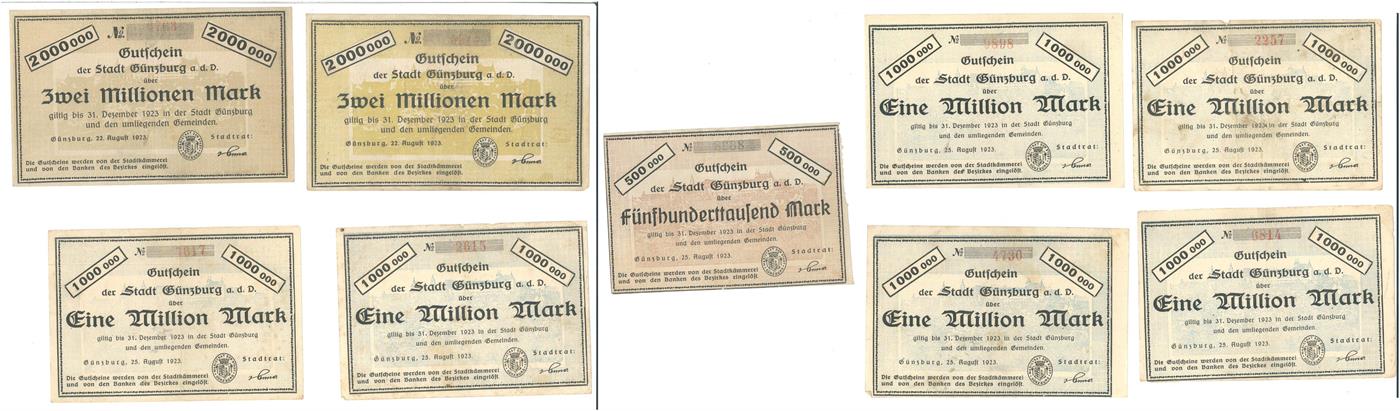 2000000 № 2000000
Gutschein
der Stadt Günzburg a. d. D.
über
Zwei Millionen Mark
giltig bis 31. Dezember 1923 in der Stadt Günzburg
und den umliegenden Gemeinden.
Günzburg, 22. August 1923. Stadtrat:
Die Gutscheine werden von der Stadtkämmerei
und von den Banken des Bezirkes eingelöst.
2000000 № 2000000
Gutschein
der Stadt Günzburg a. d. D.
über
Zwei Millionen Mark
giltig bis 31. Dezember 1923 in der Stadt Günzburg
und den umliegenden Gemeinden.
Günzburg, 22. August 1923. Stadtrat:
Die Gutscheine werden von der Stadtkämmerei
und von den Banken des Bezirkes eingelöst.
1000000 № 1000000
Gutschein
der Stadt Günzburg a. d. D.
über
Eine Million Mark
giltig bis 31. Dezember 1923 in der Stadt Günzburg
und den umliegenden Gemeinden.
Günzburg, 25. August 1923. Stadtrat:
Die Gutscheine werden von der Stadtkämmerei
und von den Banken des Bezirkes eingelöst.
1000000 № 2615 1000000
Gutschein
der Stadt Günzburg a. d. D.
über
Eine Million Mark
giltig bis 31. Dezember 1923 in der Stadt Günzburg
und den umliegenden Gemeinden.
Günzburg, 25. August 1923. Stadtrat:
Die Gutscheine werden von der Stadtkämmerei
und von den Banken des Bezirkes eingelöst.
500000 № 500000
Gutschein
der Stadt Günzburg a. d. D.
über
Fünfhunderttausend Mark
giltig bis 31. Dezember 1923 in der Stadt Günzburg
und den umliegenden Gemeinden.
Günzburg, 25. August 1923. Stadtrat:
Die Gutscheine werden von der Stadtkämmerei
und von den Banken des Bezirkes eingelöst.
1000000 № 9898 1000000
Gutschein
der Stadt Günzburg a. d. D.
über
Eine Million Mark
giltig bis 31. Dezember 1923 in der Stadt Günzburg
und den umliegenden Gemeinden.
Günzburg, 25. August 1923. Stadtrat:
Die Gutscheine werden von der Stadtkämmerei
und von den Banken des Bezirkes eingelöst.
1000000 № 2257 1000000
Gutschein
der Stadt Günzburg a. d. D.
über
Eine Million Mark
giltig bis 31. Dezember 1923 in der Stadt Günzburg
und den umliegenden Gemeinden.
Günzburg, 25. August 1923. Stadtrat:
Die Gutscheine werden von der Stadtkämmerei
und von den Banken des Bezirkes eingelöst.
1000000 № 4730 1000000
Gutschein
der Stadt Günzburg a. d. D.
über
Eine Million Mark
giltig bis 31. Dezember 1923 in der Stadt Günzburg
und den umliegenden Gemeinden.
Günzburg, 25. August 1923. Stadtrat:
Die Gutscheine werden von der Stadtkämmerei
und von den Banken des Bezirkes eingelöst.
1000000 № 6814 1000000
Gutschein
der Stadt Günzburg a. d. D.
über
Eine Million Mark
giltig bis 31. Dezember 1923 in der Stadt Günzburg
und den umliegenden Gemeinden.
Günzburg, 25. August 1923. Stadtrat:
Die Gutscheine werden von der Stadtkämmerei
und von den Banken des Bezirkes eingelöst.